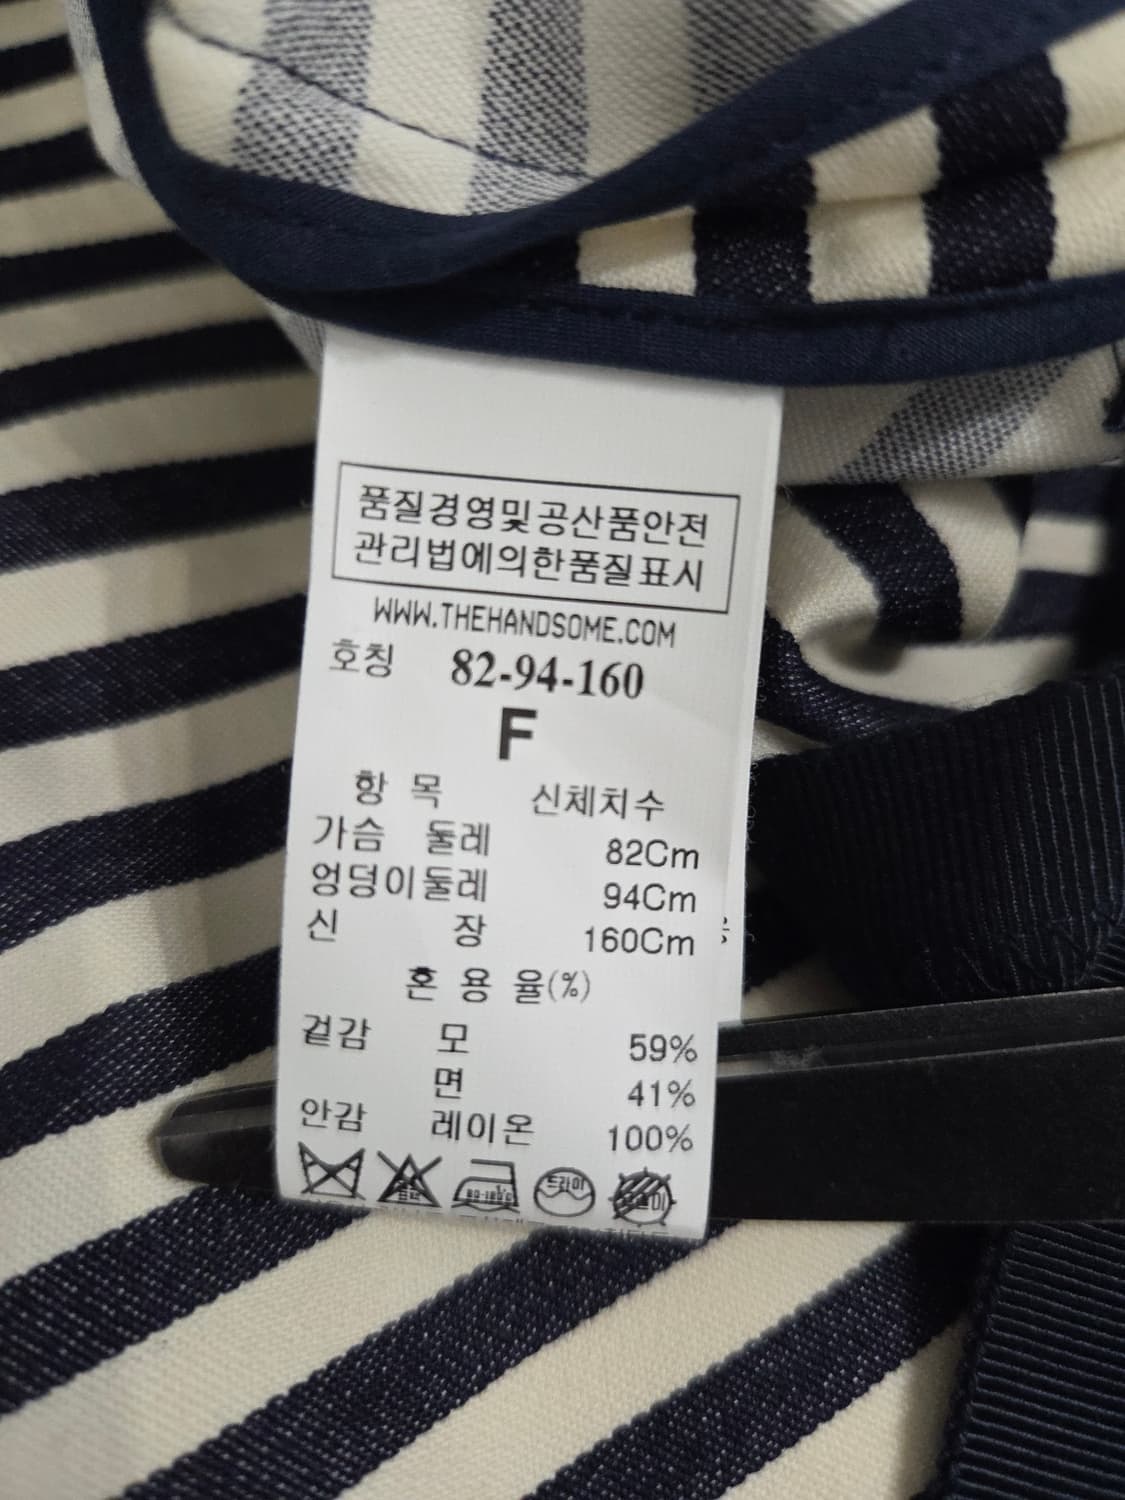 품질경영및공산품안전
관리법에의한품질표시
WWW.THEHANDSOME.COM
호칭 82-94-160
F
항 목 신체치수
가슴 둘레 82Cm
엉덩이둘레 94Cm
신 장 160Cm
혼 용 율(%)
겉감 모 59%
면 41%
안감 레이온 100%
드라이